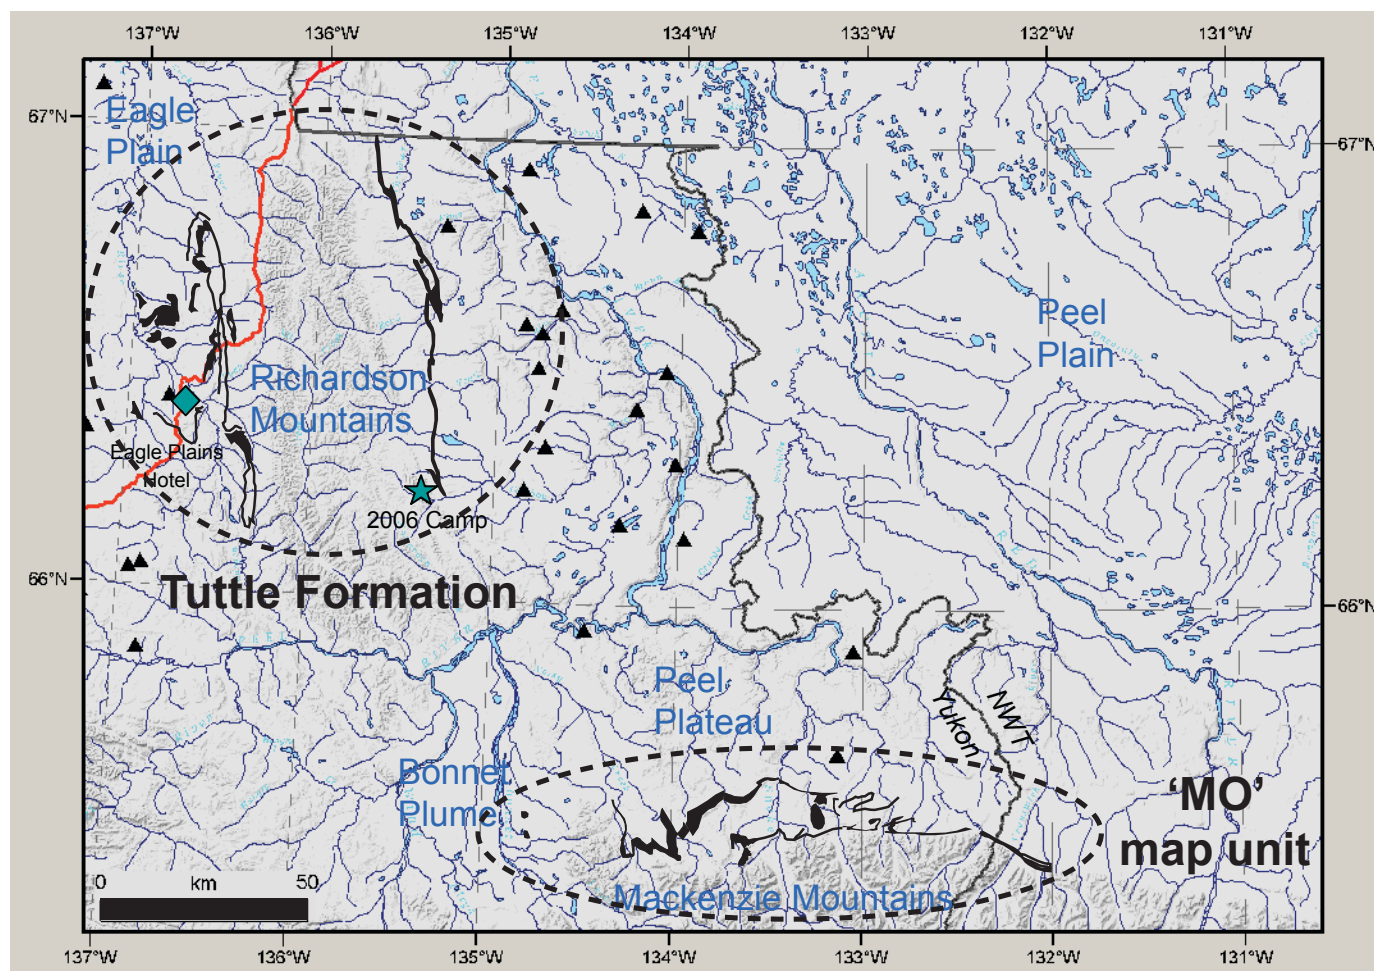 137°W 136°W 135°W 134°W 133°W 132°W 131°W
67°N
67°N
Eagle
Plain
Peel
Plain
Richardson
Mountains
Eagle Plains
Hotel
2006 Camp
66°N
66°N
Tuttle Formation
PEEL
RIVER
Peel
Plateau
NWT
Yukon
Bonnet
Plume
'MO'
map unit
0 km 50
Mackenzie Mountains
137°W 136°W 135°W 134°W 133°W 132°W 131°W